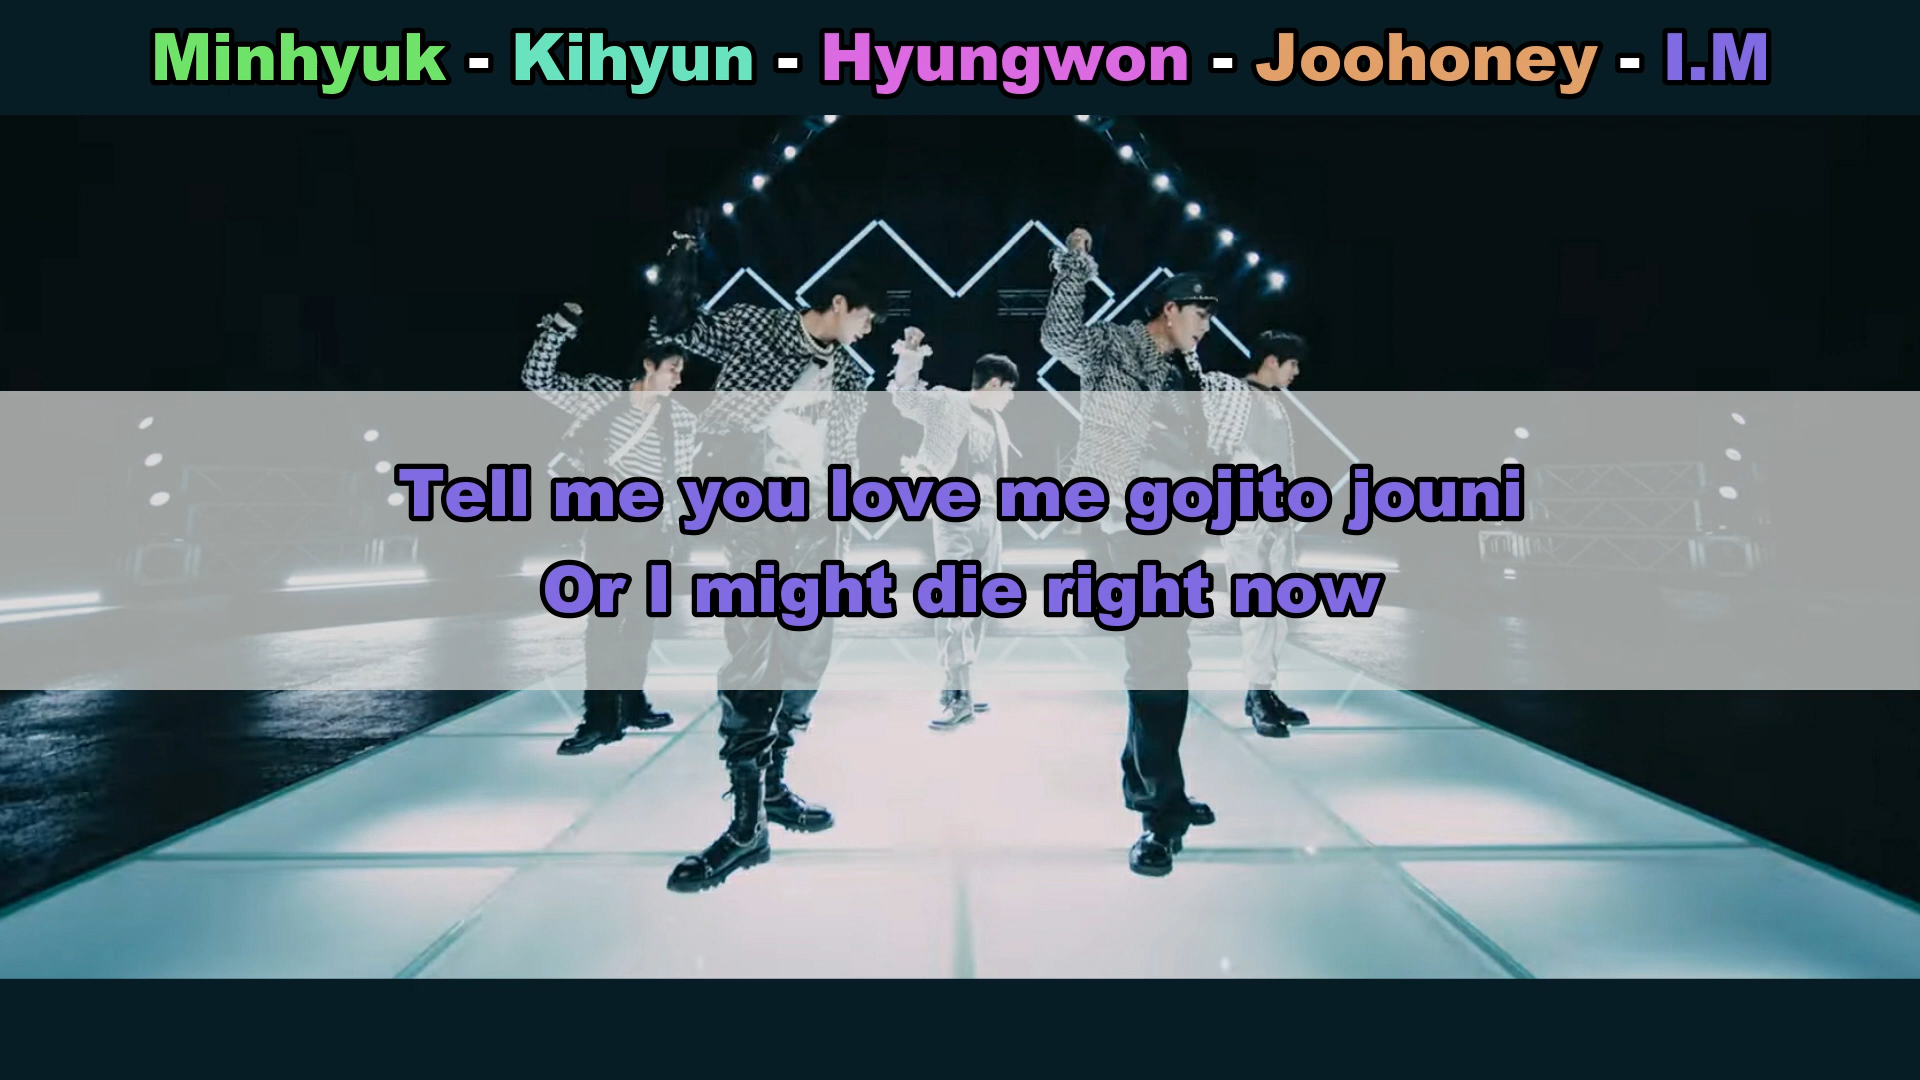 Minhyuk - Kihyun - Hyungwon - Joohoney - I.M
Tell me you love me gojito jouni
Or I might die right now